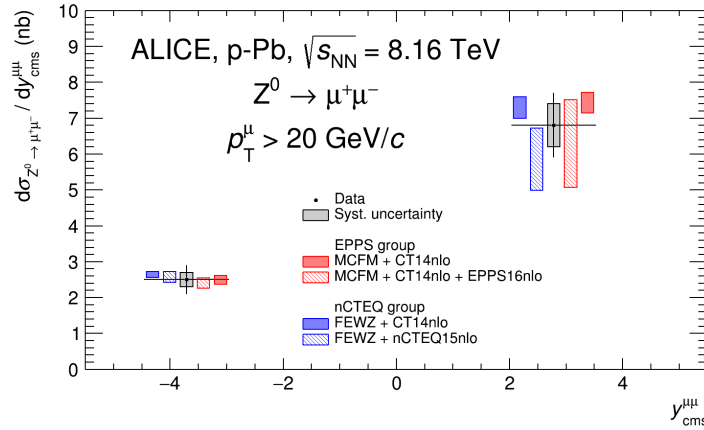 ALICE, p-Pb, √s_NN = 8.16 TeV
Z⁰ → μ⁺μ⁻
p_T^μ > 20 GeV/c
Data
Syst. uncertainty
EPPS group
MCFM + CT14nlo
MCFM + CT14nlo + EPPS16nlo
nCTEQ group
FEWZ + CT14nlo
FEWZ + nCTEQ15nlo
dσ_{Z⁰ → μ⁺μ⁻} / dy_cms^μμ (nb)
10
9
8
7
6
5
4
3
2
1
0
−4
−2
0
2
4
y_cms^μμ